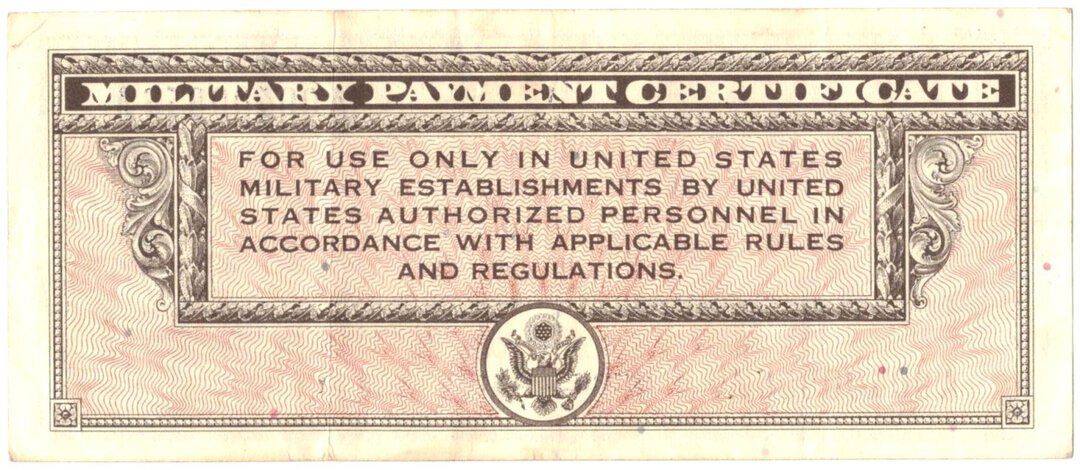 MILITARY PAYMENT CERTIFICATE
FOR USE ONLY IN UNITED STATES
MILITARY ESTABLISHMENTS BY UNITED
STATES AUTHORIZED PERSONNEL IN
ACCORDANCE WITH APPLICABLE RULES
AND REGULATIONS.